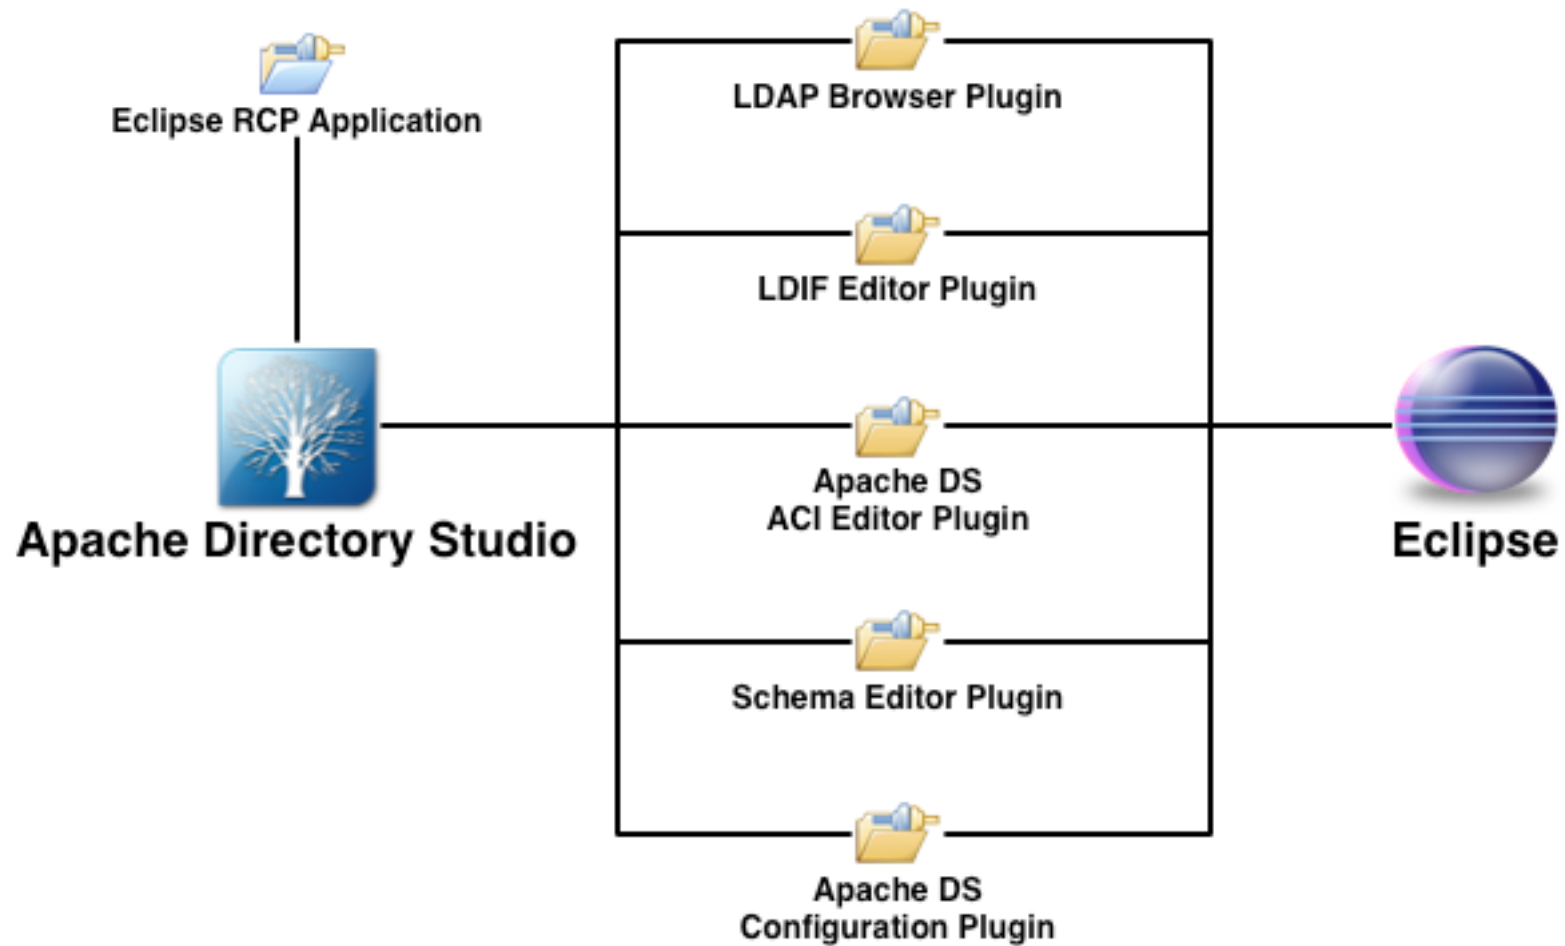 Eclipse RCP Application
LDAP Browser Plugin
LDIF Editor Plugin
Apache DS
ACI Editor Plugin
Apache Directory Studio
Eclipse
Schema Editor Plugin
Apache DS
Configuration Plugin